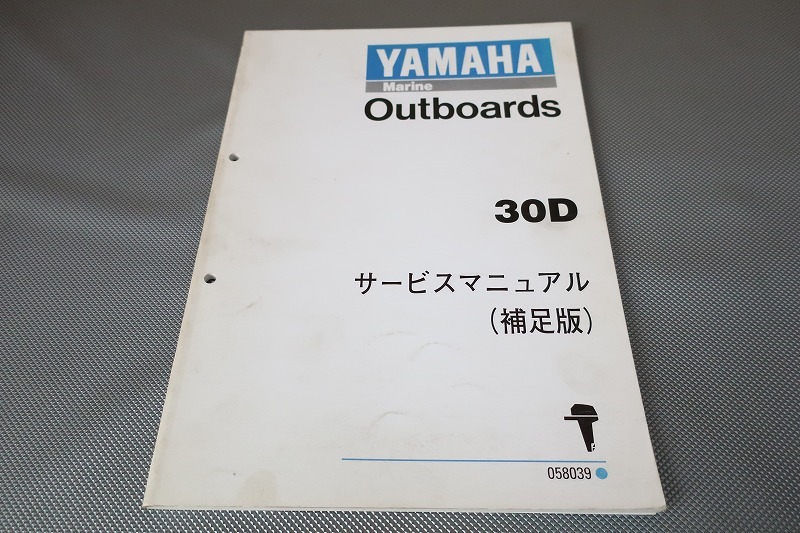 YAMAHA
Marine
Outboards
30D
サービスマニュアル
(補足版)
058039